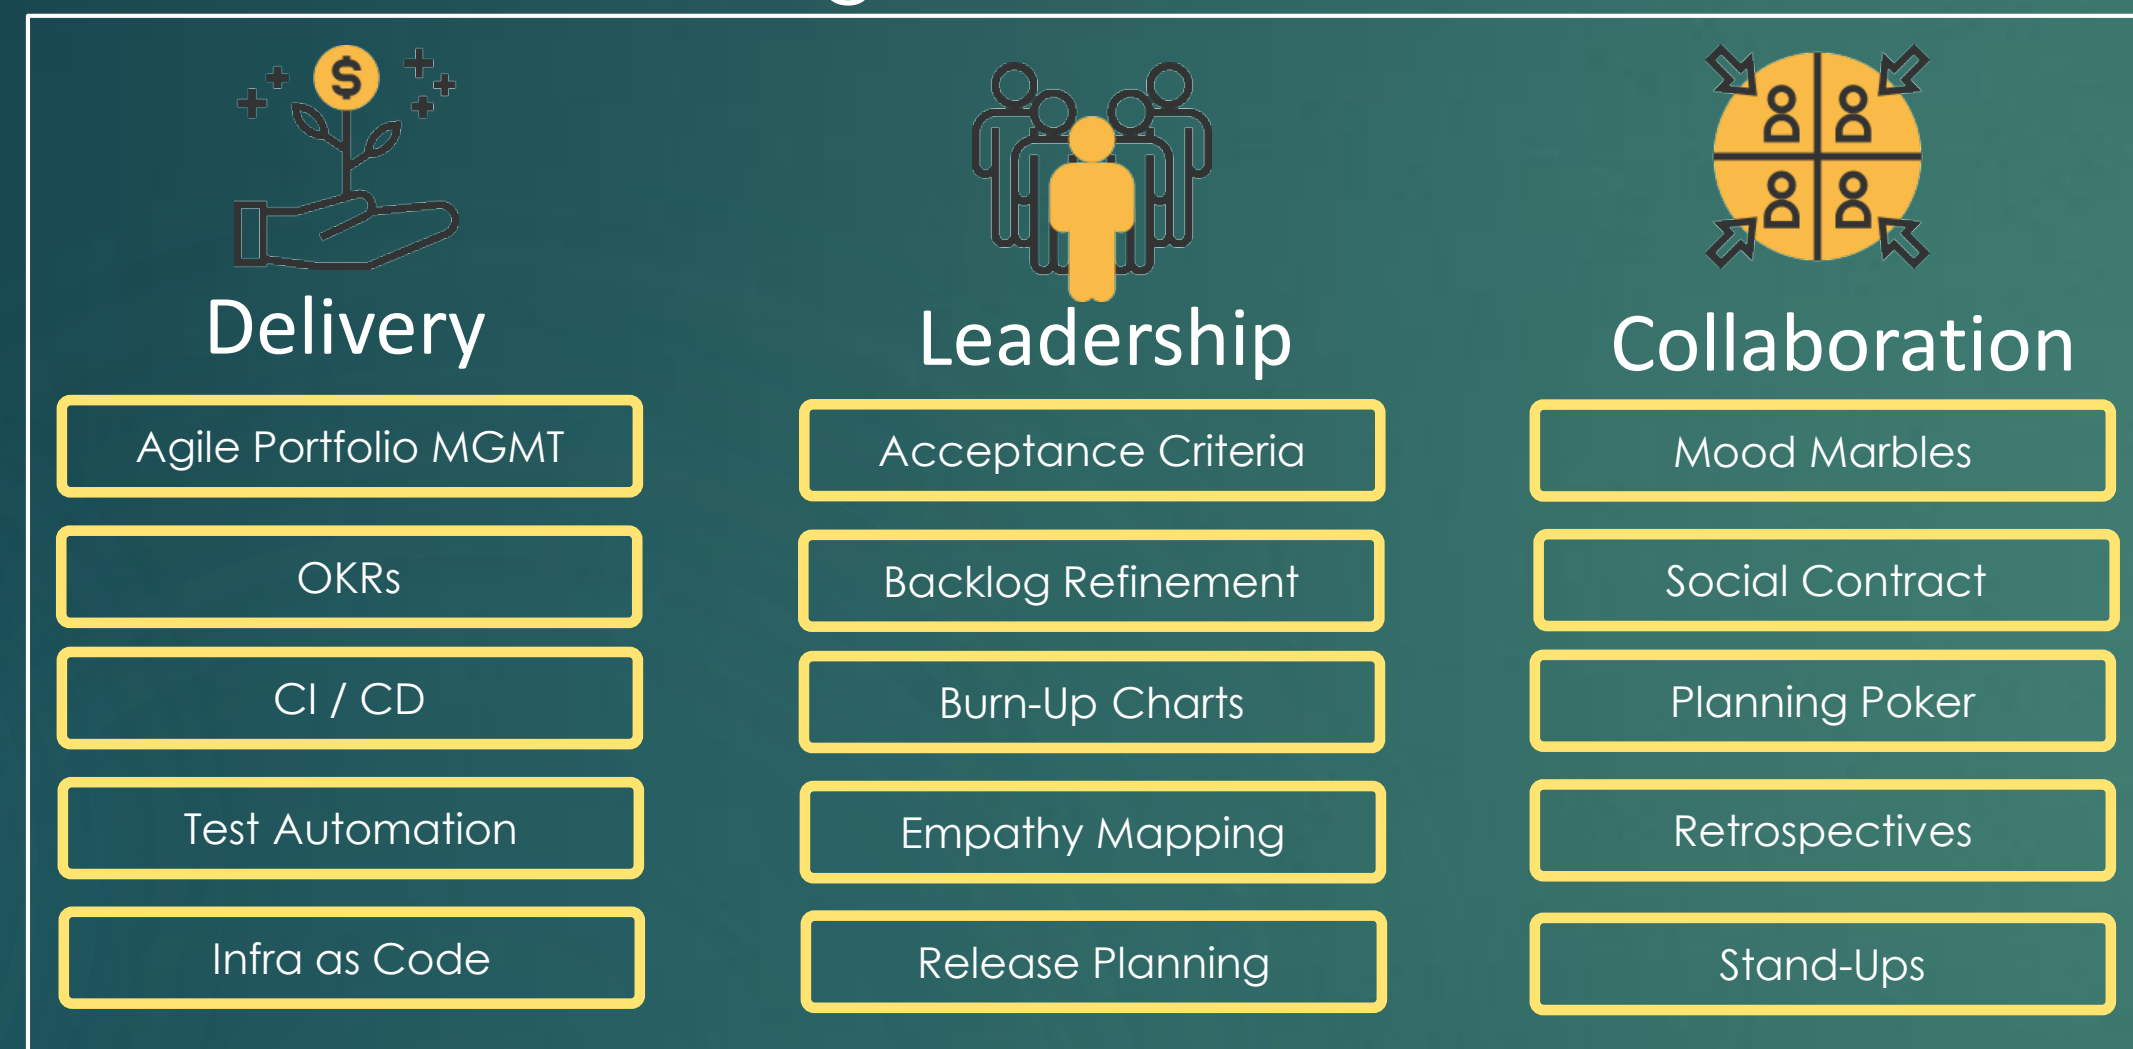 Delivery
Agile Portfolio MGMT
OKRs
CI / CD
Test Automation
Infra as Code
Leadership
Acceptance Criteria
Backlog Refinement
Burn-Up Charts
Empathy Mapping
Release Planning
Collaboration
Mood Marbles
Social Contract
Planning Poker
Retrospectives
Stand-Ups